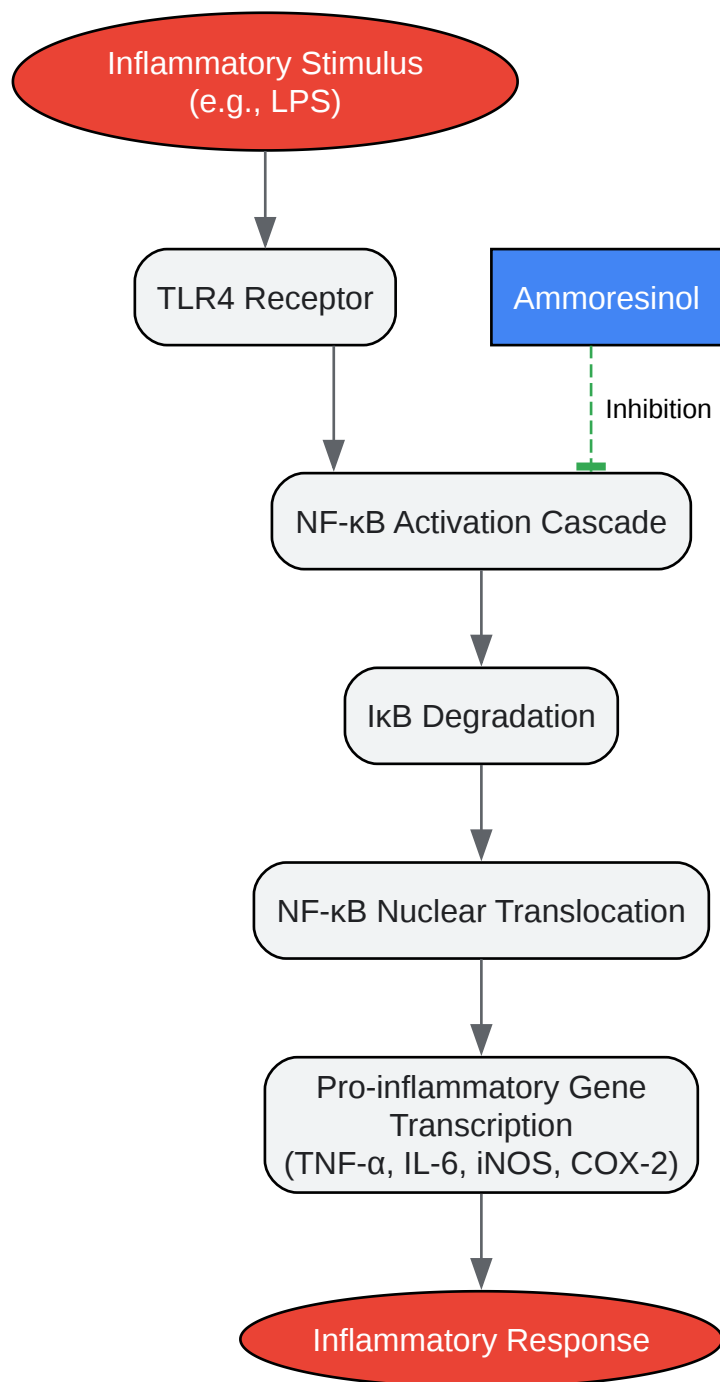 Inflammatory Stimulus
(e.g., LPS)
TLR4 Receptor
Ammoresinol
Inhibition
NF-κB Activation Cascade
IκB Degradation
NF-κB Nuclear Translocation
Pro-inflammatory Gene
Transcription
(TNF-α, IL-6, iNOS, COX-2)
Inflammatory Response